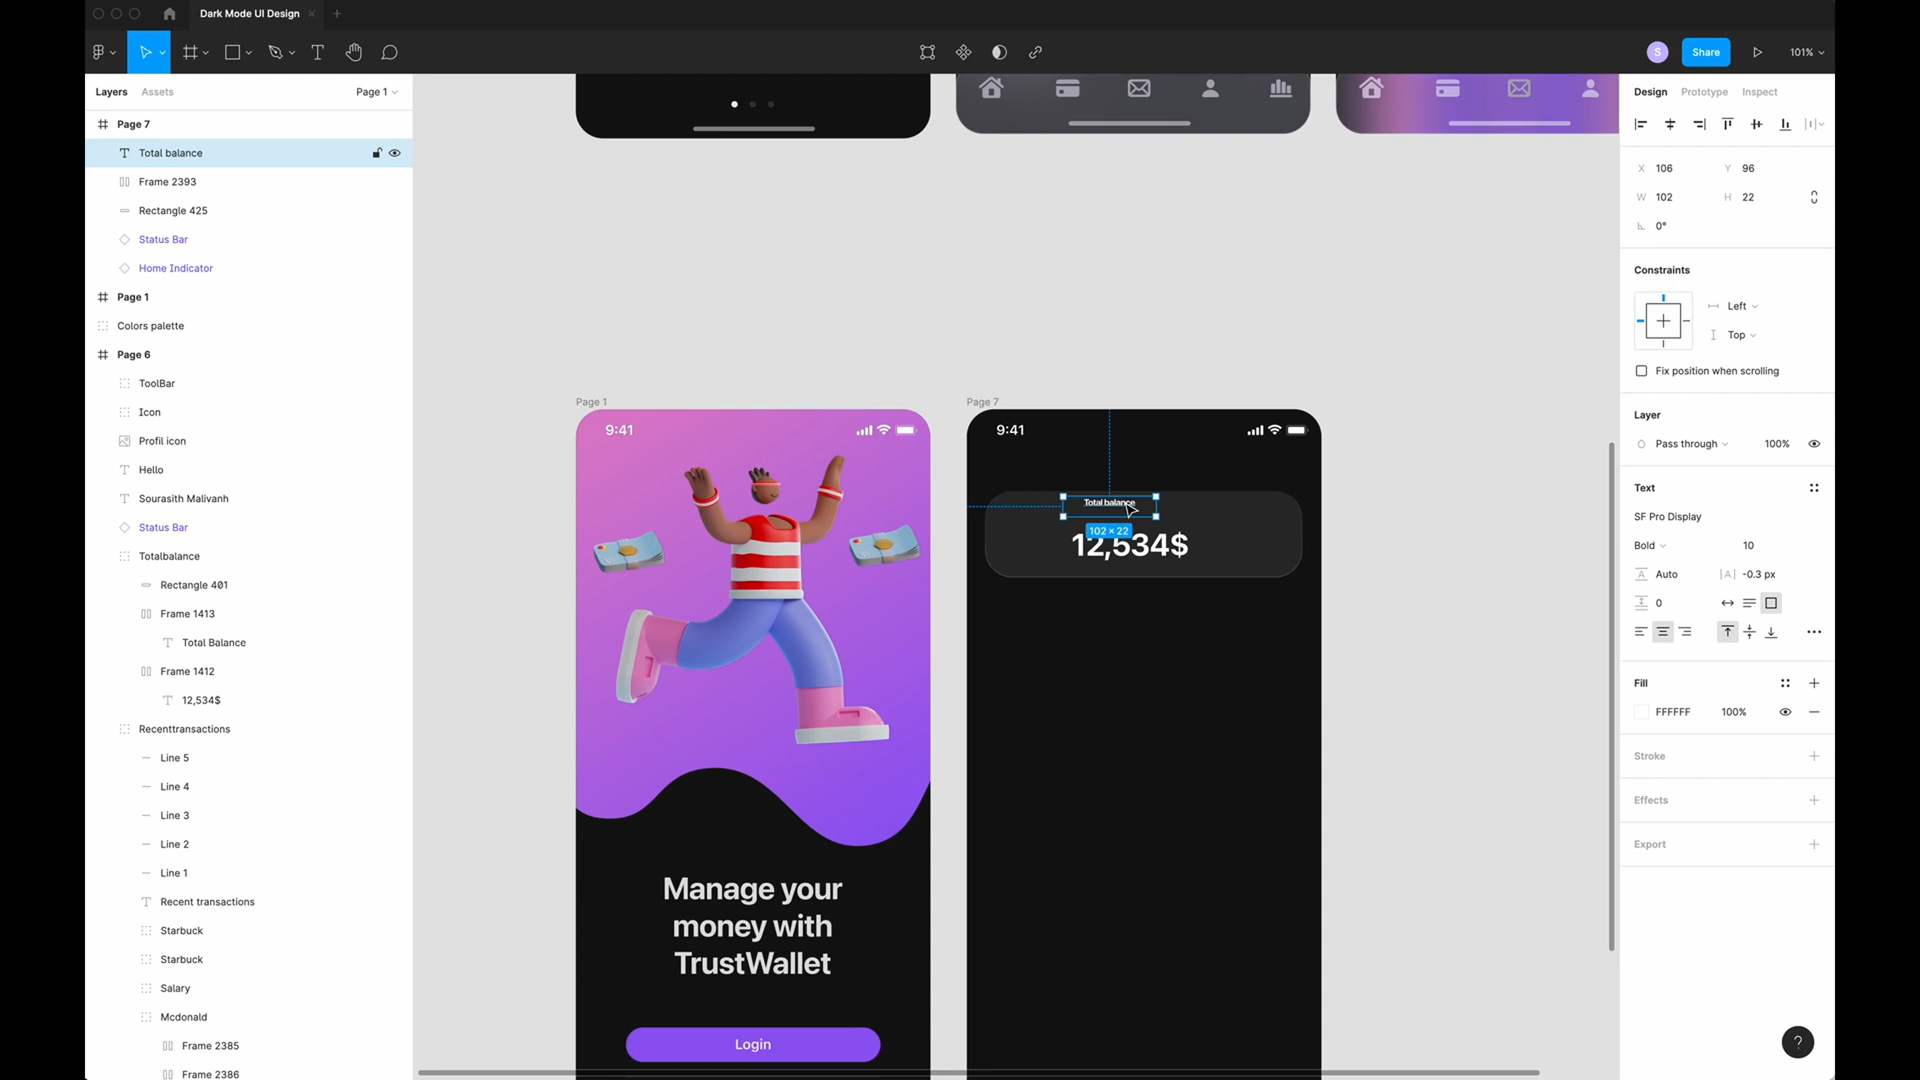 Dark Mode UI Design
S
Share
101%
Layers
Assets
Page 1
Page 7
Total balance
Frame 2393
Rectangle 425
Status Bar
Home Indicator
Page 1
Colors palette
Page 6
ToolBar
Icon
Profil icon
Hello
Sourasith Malivanh
Status Bar
Totalbalance
Rectangle 401
Frame 1413
Total Balance
Frame 1412
12,534$
Recenttransactions
Line 5
Line 4
Line 3
Line 2
Line 1
Recent transactions
Starbuck
Starbuck
Salary
Mcdonald
Frame 2385
Frame 2386
Page 1
9:41
Manage your
money with
TrustWallet
Login
Page 7
9:41
Total balance
102 × 22
12,534$
Design
Prototype
Inspect
X 106
Y 96
W 102
H 22
0°
Constraints
Left
Top
Fix position when scrolling
Layer
Pass through
100%
Text
SF Pro Display
Bold
10
A Auto
|A| -0.3 px
0
Fill
FFFFFF
100%
Stroke
Effects
Export
?